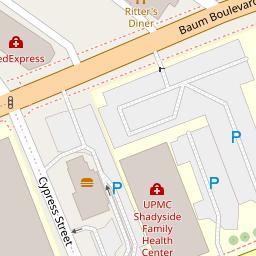 Ritter's
Diner
Baum Boulevard
edExpress
P
P
P
Cypress Street
UPMC
Shadyside
Family
Health
Center